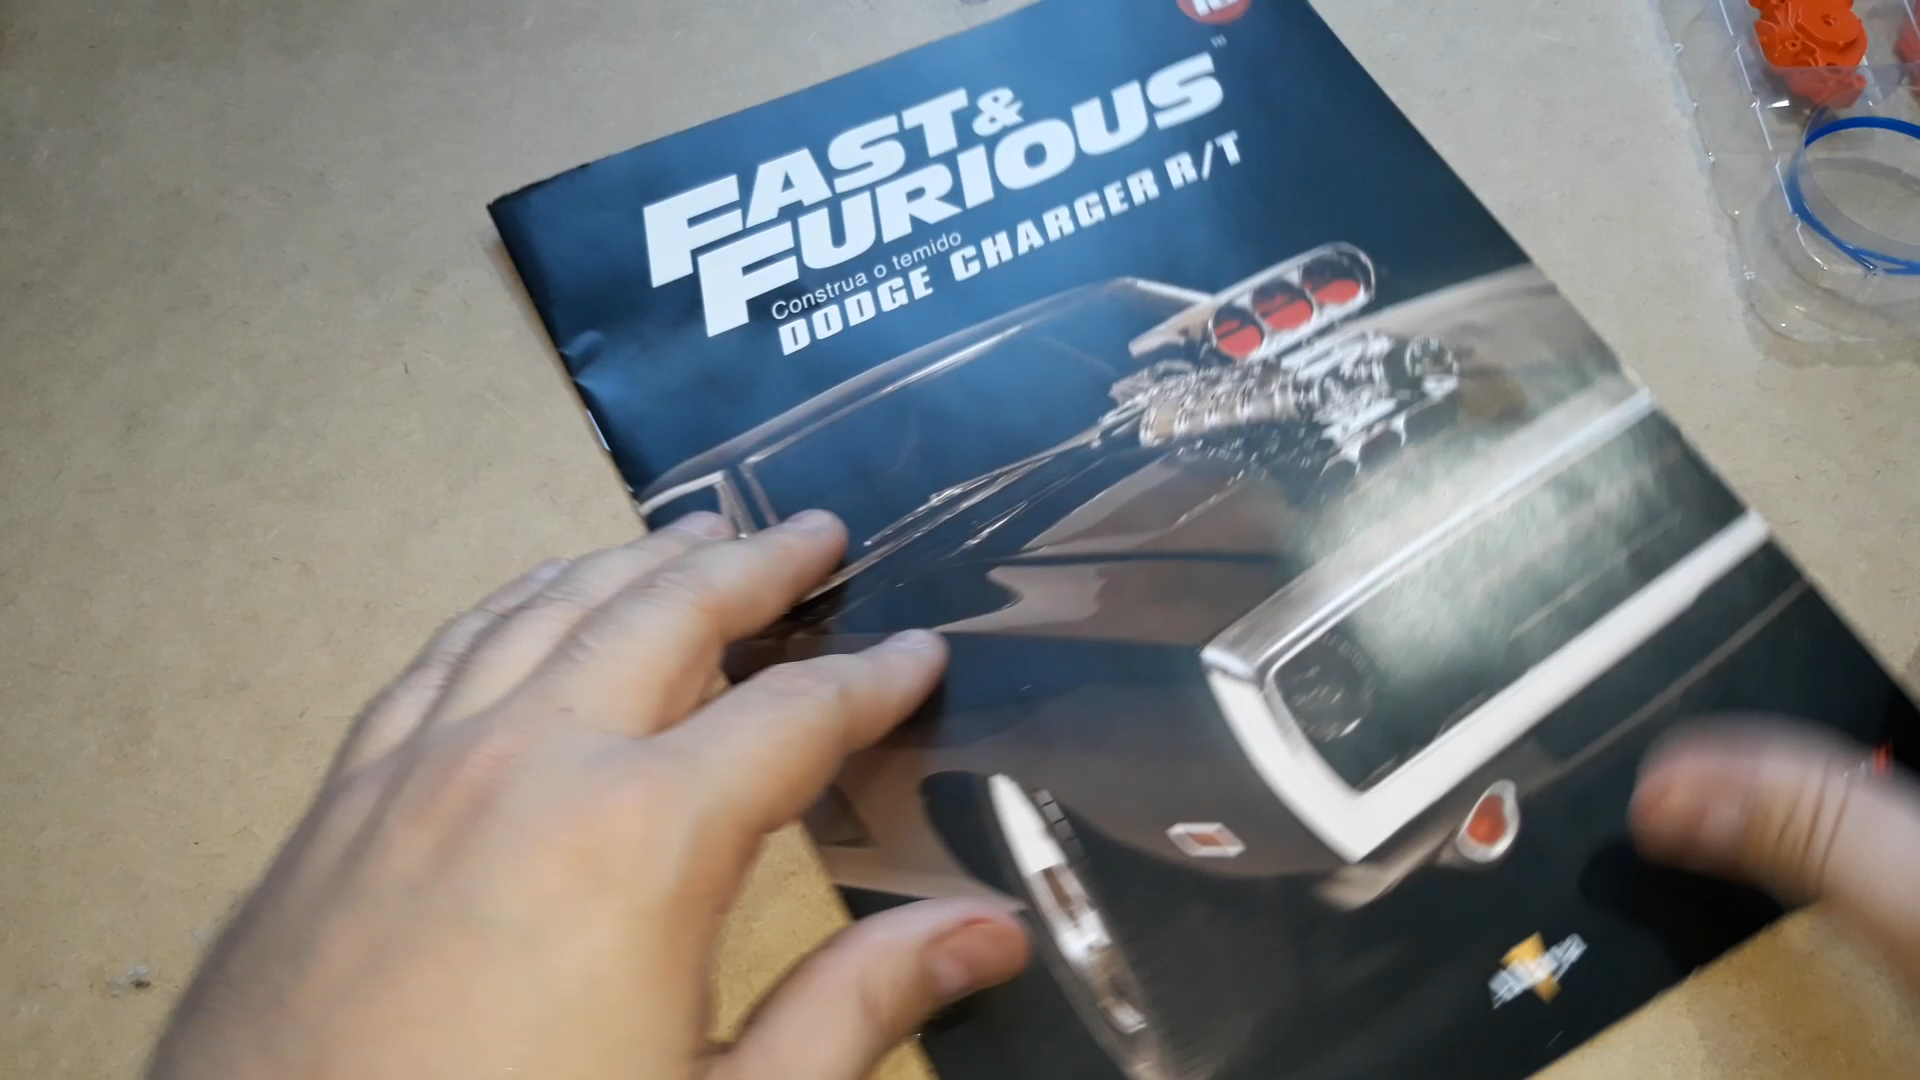 FAST &
FURIOUS
™
Construa o temido
DODGE CHARGER R/T